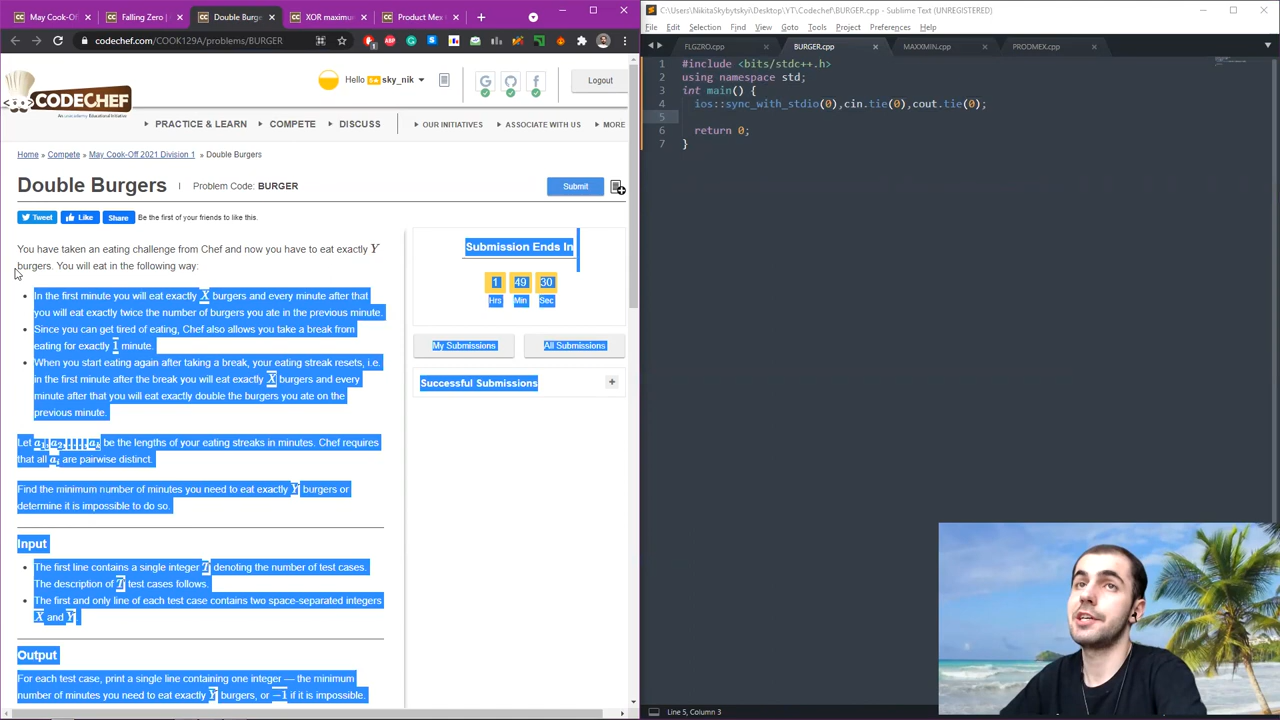 May Cook-Of
Falling Zero
Double Burge
XOR maximu
Product Mex
codechef.com/COOK129A/problems/BURGER
CODECHEF
An unacademy Educational Initiative
Hello
sky_nik
Logout
PRACTICE & LEARN
COMPETE
DISCUSS
OUR INITIATIVES
ASSOCIATE WITH US
MORE
Home » Compete » May Cook-Off 2021 Division 1 » Double Burgers
Double Burgers
Problem Code: BURGER
Submit
Tweet
Like
Share
Be the first of your friends to like this.
You have taken an eating challenge from Chef and now you have to eat exactly Y
burgers. You will eat in the following way:
• In the first minute you will eat exactly X burgers and every minute after that
you will eat exactly twice the number of burgers you ate in the previous minute.
• Since you can get tired of eating, Chef also allows you take a break from
eating for exactly 1 minute.
• When you start eating again after taking a break, your eating streak resets, i.e.
in the first minute after the break you will eat exactly X burgers and every
minute after that you will eat exactly double the burgers you ate on the
previous minute.
Let a1, a2, ..., ak be the lengths of your eating streaks in minutes. Chef requires
that all ai are pairwise distinct.
Find the minimum number of minutes you need to eat exactly Y burgers or
determine it is impossible to do so.
Input
• The first line contains a single integer T denoting the number of test cases.
The description of T test cases follows.
• The first and only line of each test case contains two space-separated integers
X and Y.
Output
For each test case, print a single line containing one integer — the minimum
number of minutes you need to eat exactly Y burgers, or −1 if it is impossible.
Submission Ends In
1 49 30
Hrs Min Sec
My Submissions
All Submissions
Successful Submissions
C:\Users\NikitaSkybytskyi\Desktop\YT\Codechef\BURGER.cpp - Sublime Text (UNREGISTERED)
File Edit Selection Find View Goto Tools Project Preferences Help
FLGZRO.cpp
BURGER.cpp
MAXXMIN.cpp
PROOMEX.cpp
1 #include <bits/stdc++.h>
2 using namespace std;
3 int main() {
4 ios::sync_with_stdio(0),cin.tie(0),cout.tie(0);
5
6 return 0;
7 }
Line 5, Column 3